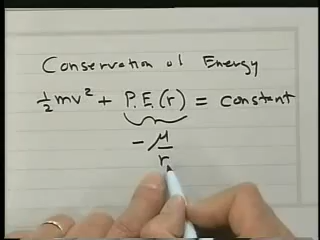 Conservation of Energy
½mv² + P.E.(r) = constant
- μ/r